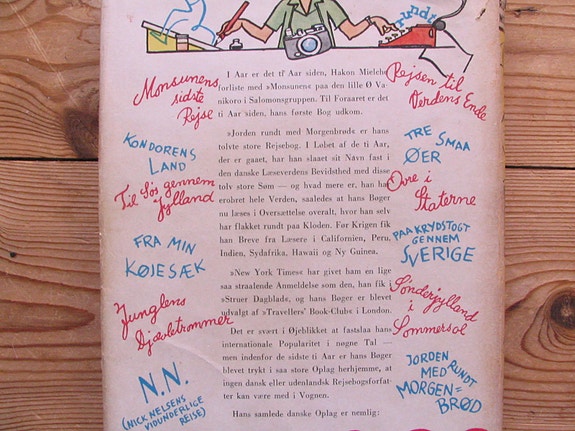 rundt
Monsunens
sidste
Rejse
KONDORENS
LAND
Til Søs gennem
Jylland
FRA MIN
KØJESÆK
Junglens
Djævletrommer
N.N.
(NICK NELSENS
VIDUNDERLIGE
REJSE)
I Aar er det tf Aar siden, Hakon Mielche
forliste med »Monsunen« paa den lille Ø Va-
nikoro i Salomonsgruppen. Til Foraaret er det
ti Aar siden, hans første Bog udkom.
»Jorden rundt med Morgenbrød« er hans
tolvte store Rejsebog. I Løbet af de ti Aar,
der er gaaet, har han slaaet sit Navn fast i
den danske Læseverdens Bevidsthed med disse
tolv store Søm — og hvad mere er, han har
erobret hele Verden, saaledes at hans Bøger
nu læses i Oversættelse overalt, hvor han selv
har flakket rundt paa Kloden. Før Krigen fik
han Breve fra Læsere i Californien, Peru,
Indien, Sydafrika, Hawaii og Ny Guinea.
»New York Times« har givet ham en lige
saa straalende Anmeldelse som den, han fik i
»Struer Dagblad«, og hans Bøger er blevet
udvalgt af »Travellers' Book-Club« i London.
Det er svært i Øjeblikket at fastslaa hans
internationale Popularitet i nøgne Tal —
men indenfor de sidste ti Aar er hans Bøger
blevet trykt i saa store Oplag herhjemme, at
ingen dansk eller udenlandsk Rejsebogsforfat-
ter kan være med i Vognen.
Hans samlede danske Oplag er nemlig:
Rejsen til
Verdens Ende
TRE SMAA
ØER
Ovre i
Staterne
PAA KRYDSTOGT
GENNEM
SVERIGE
Sønderjylland
i
Sommersol
JORDEN
RUNDT
MED
MORGEN=
BRØD